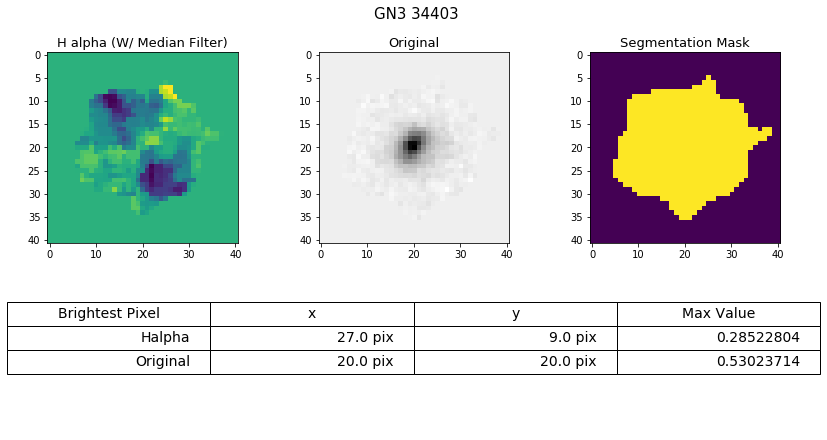 GN3 34403
H alpha (W/ Median Filter) Original Segmentation Mask
0 0 0
5 5 5
10 10 10
15 15 15
20 20 20
25 25 25
30 30 30
35 35 35
40 40 40
0 10 20 30 40 0 10 20 30 40 0 10 20 30 40
Brightest Pixel x y Max Value
Halpha 27.0 pix 9.0 pix 0.28522804
Original 20.0 pix 20.0 pix 0.53023714